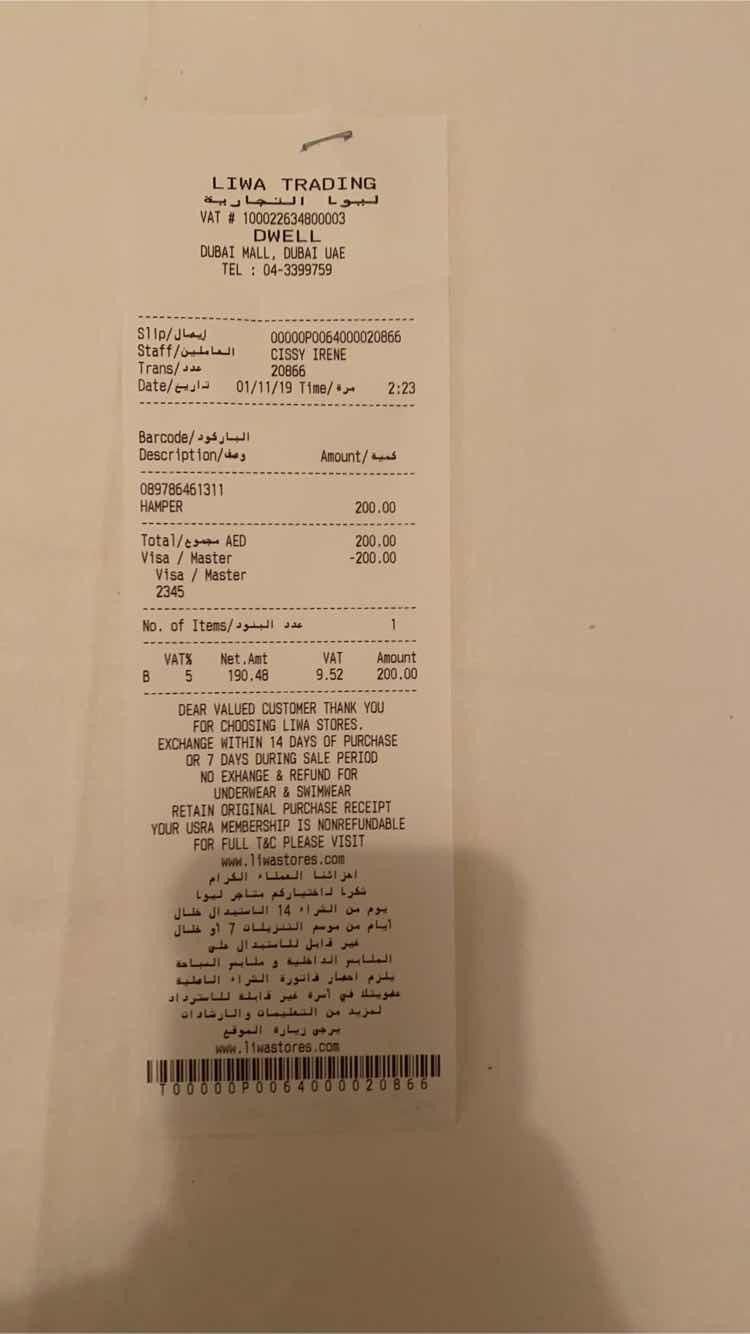 LIWA TRADING
ليوا التجارية
VAT # 100022634800003
DWELL
DUBAI MALL, DUBAI UAE
TEL : 04-3399759
Slip/إيصال 00000P0064000020866
Staff/العاملين CISSY IRENE
Trans/عدد 20866
Date/تاريخ 01/11/19 Time/مرة 2:23
Barcode/الباركود
Description/وصف Amount/كمية
089786461311
HAMPER 200.00
Total/مجموع AED 200.00
Visa / Master -200.00
Visa / Master
2345
No. of Items/عدد البنود 1
VAT% Net.Amt VAT Amount
B 5 190.48 9.52 200.00
DEAR VALUED CUSTOMER THANK YOU
FOR CHOOSING LIWA STORES.
EXCHANGE WITHIN 14 DAYS OF PURCHASE
OR 7 DAYS DURING SALE PERIOD
NO EXHANGE & REFUND FOR
UNDERWEAR & SWIMWEAR
RETAIN ORIGINAL PURCHASE RECEIPT
YOUR USRA MEMBERSHIP IS NONREFUNDABLE
FOR FULL T&C PLEASE VISIT
www.liwastores.com
اعزائنا العملاء الكرام
شكرا لاختياركم متاجر ليوا
يوم من الشراء 14 الاستبدال خلال
أيام من موسم التنزيلات 7 أو خلال
غير قابل للاستبدال على
الملابس الداخلية و ملابس السباحة
يلزم احضار فاتورة الشراء الاصلية
عضويتك في أسرة غير قابلة للاسترداد
لمزيد من التعليمات والارشادات
يرجى زيارة الموقع
www.liwastores.com
T00000P0064000020866